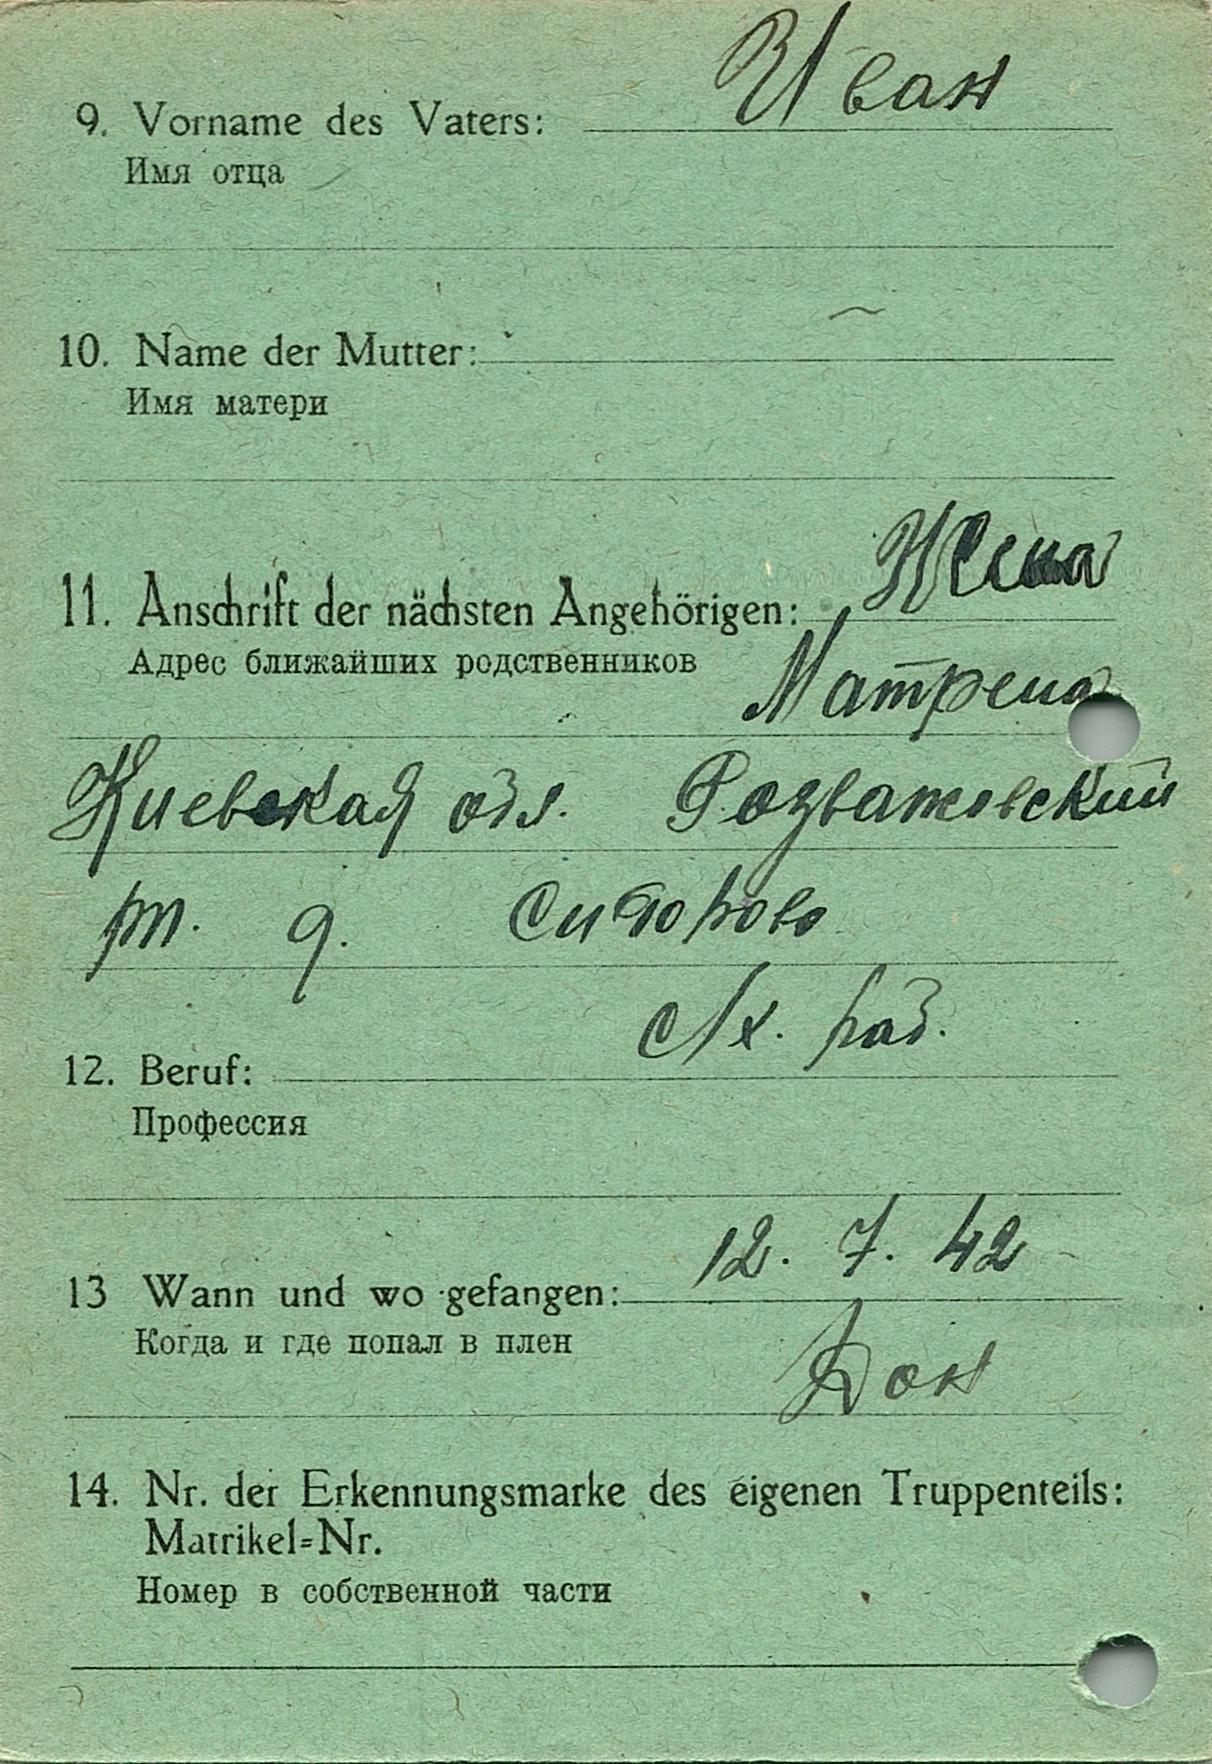 Иван
9. Vorname des Vaters:
Имя отца
10. Name der Mutter:
Имя матери
Жена
11. Anschrift der nächsten Angehörigen:
Адрес ближайших родственников
Матрена
Киевская обл. Розважевский
р. д.
с/х. раб.
12. Beruf:
Профессия
12. 7. 42
13 Wann und wo gefangen:
Когда и где попал в плен
Дон
14. Nr. der Erkennungsmarke des eigenen Truppenteils:
Matrikel=Nr.
Номер в собственной части